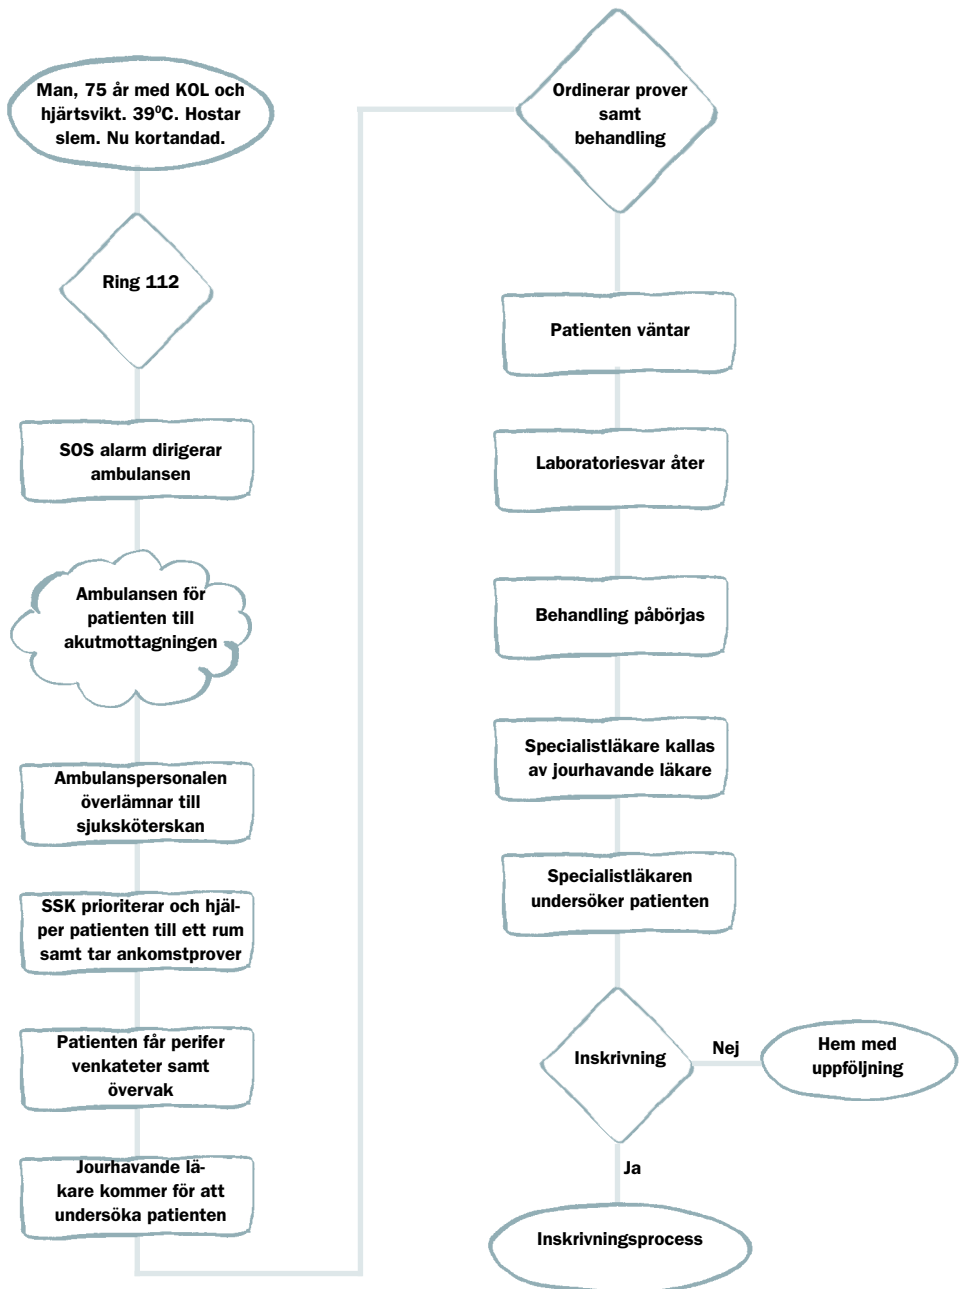 Man, 75 år med KOL och
hjärtsvikt. 39⁰C. Hostar
slem. Nu kortandad.
Ring 112
SOS alarm dirigerar
ambulansen
Ambulansen för
patienten till
akutmottagningen
Ambulanspersonalen
överlämnar till
sjuksköterskan
SSK prioriterar och hjäl-
per patienten till ett rum
samt tar ankomstprover
Patienten får perifer
venkateter samt
övervak
Jourhavande lä-
kare kommer för att
undersöka patienten
Ordinerar prover
samt
behandling
Patienten väntar
Laboratoriesvar åter
Behandling påbörjas
Specialistläkare kallas
av jourhavande läkare
Specialistläkaren
undersöker patienten
Inskrivning
Nej
Hem med
uppföljning
Ja
Inskrivningsprocess